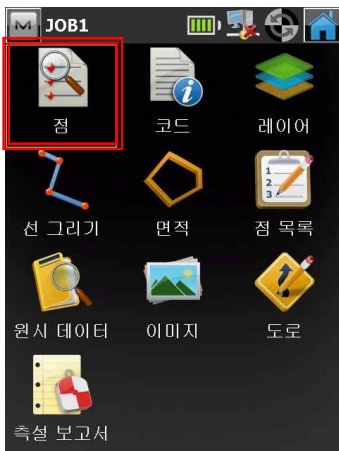 JOB1
점
코드
레이어
선 그리기
면적
점 목록
원시 데이터
이미지
도로
측설 보고서